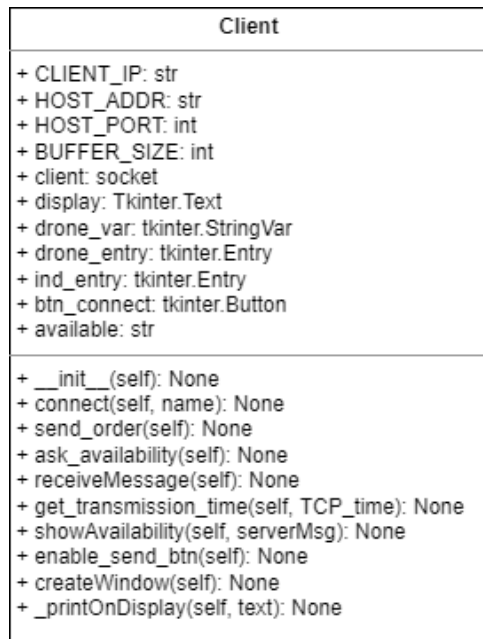 Client
+ CLIENT_IP: str
+ HOST_ADDR: str
+ HOST_PORT: int
+ BUFFER_SIZE: int
+ client: socket
+ display: Tkinter.Text
+ drone_var: tkinter.StringVar
+ drone_entry: tkinter.Entry
+ ind_entry: tkinter.Entry
+ btn_connect: tkinter.Button
+ available: str
+ __init__(self): None
+ connect(self, name): None
+ send_order(self): None
+ ask_availability(self): None
+ receiveMessage(self): None
+ get_transmission_time(self, TCP_time): None
+ showAvailability(self, serverMsg): None
+ enable_send_btn(self): None
+ createWindow(self): None
+ _printOnDisplay(self, text): None